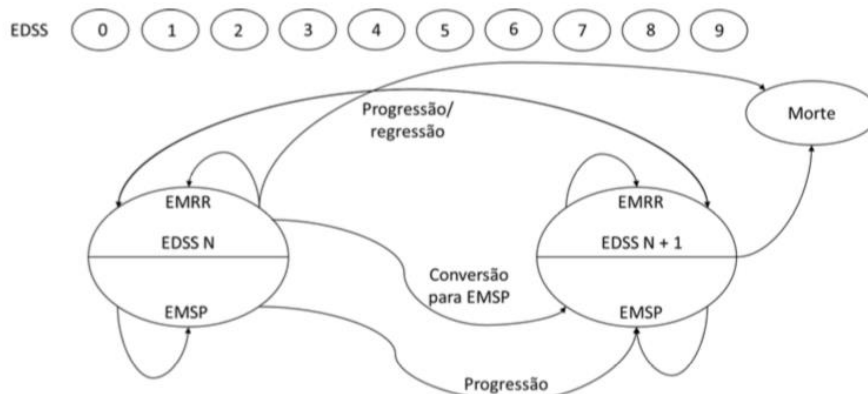 EDSS 0 1 2 3 4 5 6 7 8 9
Morte
Progressão/
regressão
EMRR
EDSS N
EMSP
EMRR
EDSS N + 1
EMSP
Conversão
para EMSP
Progressão